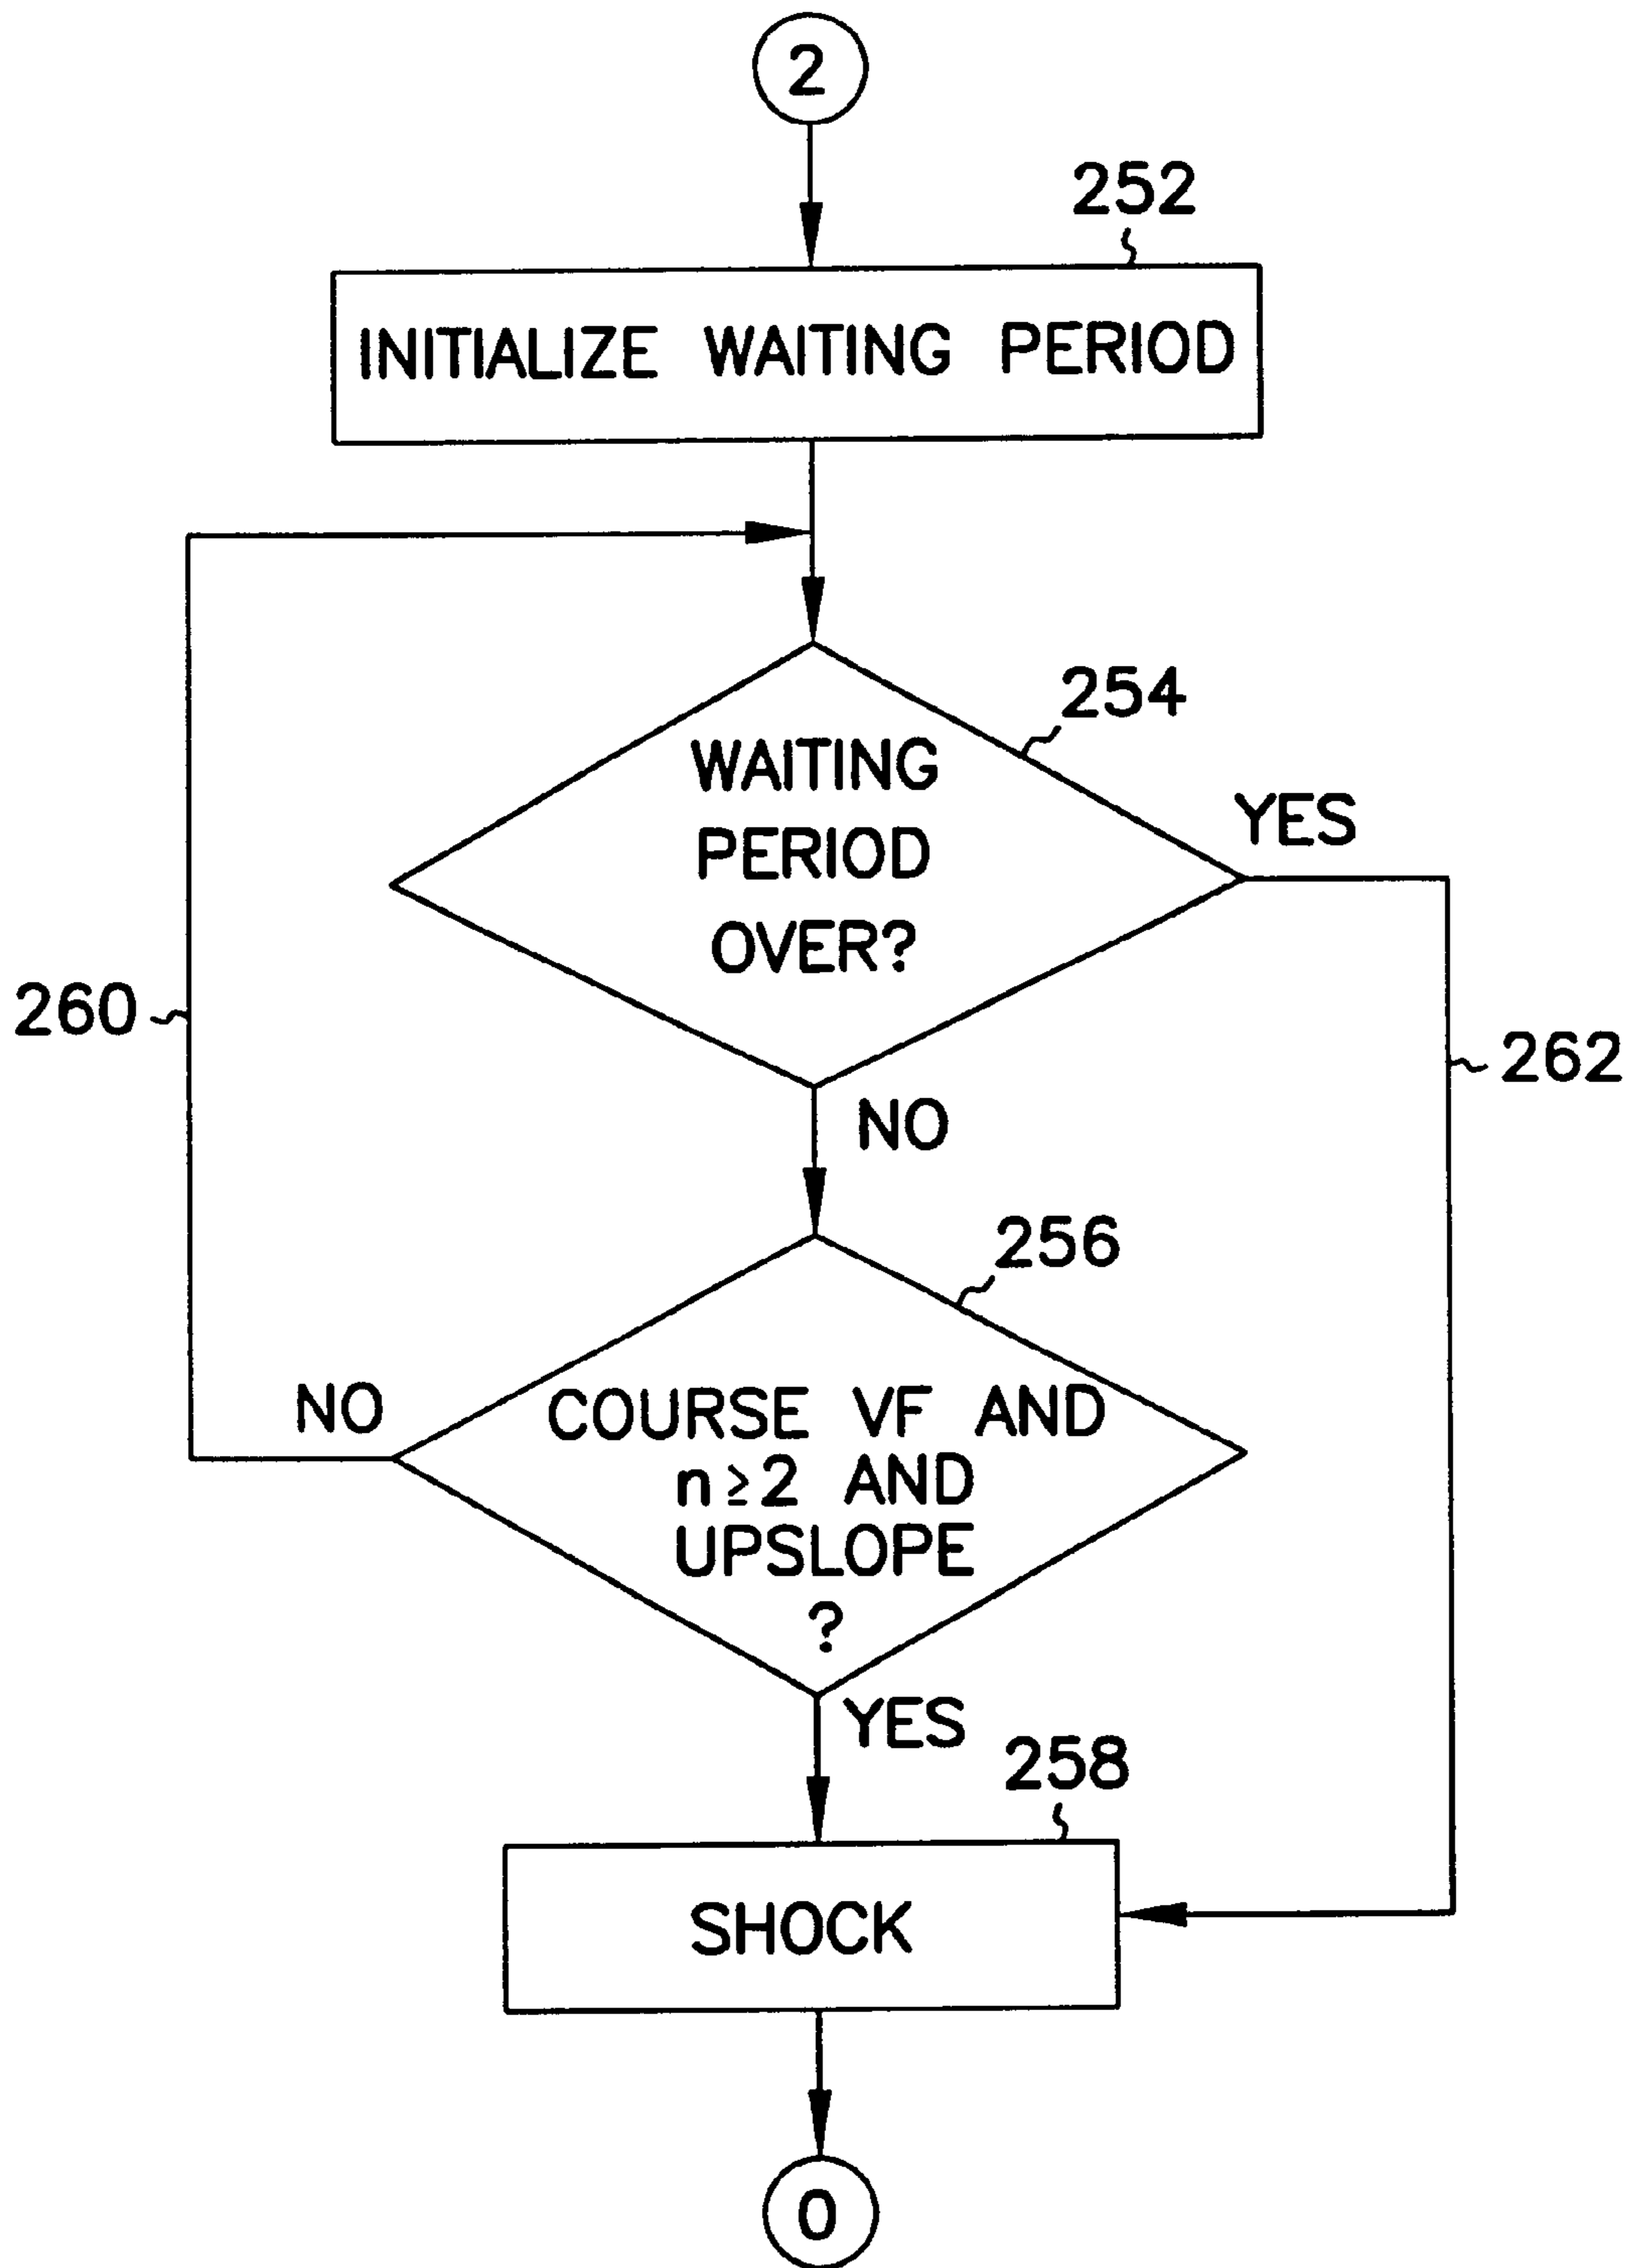 2
252
INITIALIZE WAITING PERIOD
254
WAITING
PERIOD
OVER?
YES
260
262
NO
256
NO
COURSE VF AND
n ≥ 2 AND
UPSLOPE
?
YES
258
SHOCK
0